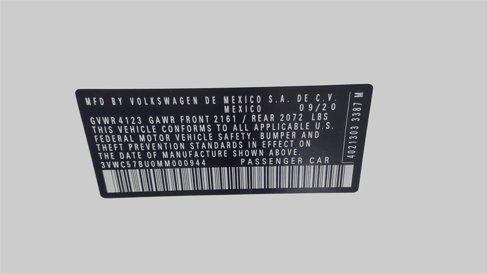 MFD BY VOLKSWAGEN DE MEXICO S.A. DE C.V.
MEXICO 09/20
GVWR 4123 GAWR FRONT 2161 / REAR 2072 LBS
THIS VEHICLE CONFORMS TO ALL APPLICABLE U.S.
FEDERAL MOTOR VEHICLE SAFETY, BUMPER AND
THEFT PREVENTION STANDARDS IN EFFECT ON
THE DATE OF MANUFACTURE SHOWN ABOVE.
3VWC57BU0MM000944 PASSENGER CAR
4021303 3387 M